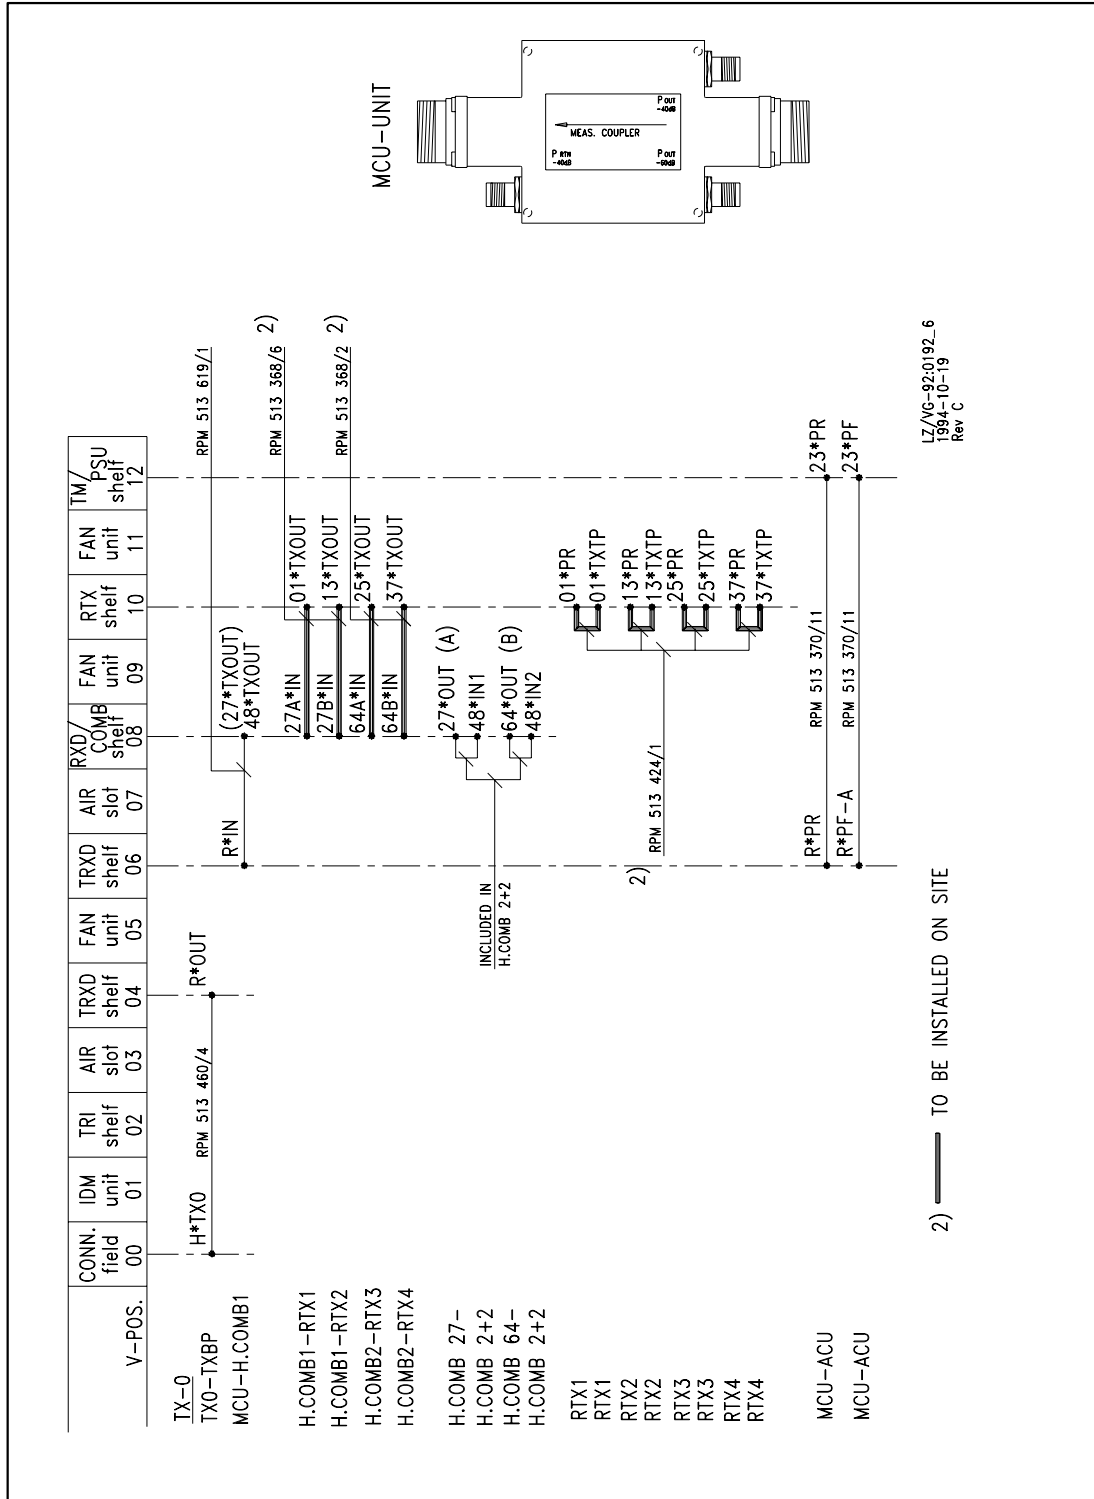 MCU-UNIT
P OUT
-40dB
MEAS. COUPLER
P RTN
-40dB
P OUT
-50dB
V-POS.
CONN.
field
00
IDM
unit
01
TRI
shelf
02
AIR
slot
03
TRXD
shelf
04
FAN
unit
05
TRXD
shelf
06
AIR
slot
07
RXD/
COMB
shelf
08
FAN
unit
09
RTX
shelf
10
FAN
unit
11
TM/
PSU
shelf
12
TX-0
TX0-TXBP
H*TX0
RPM 513 460/4
R*OUT
MCU-H.COMB1
R*IN
(27*TXOUT)
48*TXOUT
RPM 513 619/1
H.COMB1-RTX1
27A*IN
01*TXOUT
RPM 513 368/6
2)
H.COMB1-RTX2
27B*IN
13*TXOUT
H.COMB2-RTX3
64A*IN
25*TXOUT
RPM 513 368/2
2)
H.COMB2-RTX4
64B*IN
37*TXOUT
H.COMB 27-
27*OUT (A)
H.COMB 2+2
48*IN1
H.COMB 64-
64*OUT (B)
H.COMB 2+2
48*IN2
INCLUDED IN
H.COMB 2+2
RTX1
01*PR
RTX1
01*TXTP
RTX2
13*PR
RTX2
13*TXTP
RTX3
25*PR
RTX3
25*TXTP
RTX4
37*PR
RTX4
37*TXTP
2)
RPM 513 424/1
MCU-ACU
R*PR
RPM 513 370/11
23*PR
MCU-ACU
R*PF-A
RPM 513 370/11
23*PF
2)
TO BE INSTALLED ON SITE
LZ/VG-92:0192_6
1994-10-19
Rev C